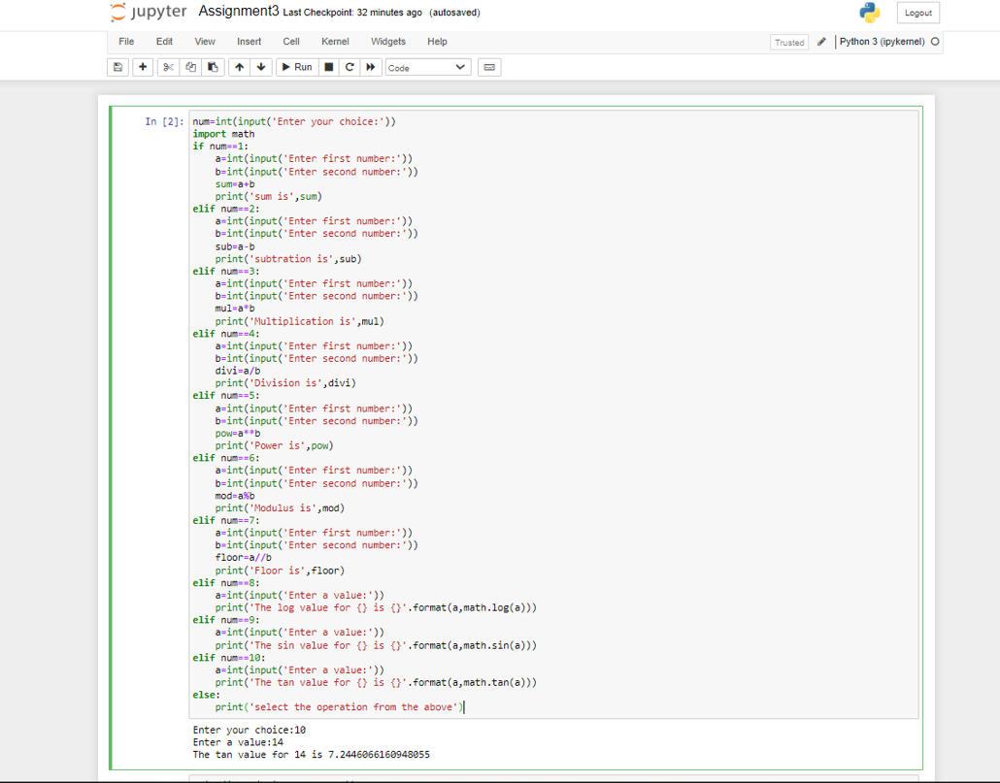 jupyter Assignment3 Last Checkpoint: 32 minutes ago (autosaved)
Logout
File Edit View Insert Cell Kernel Widgets Help
Trusted Python 3 (ipykernel)
Run Code
In [2]: num=int(input('Enter your choice:'))
import math
if num==1:
    a=int(input('Enter first number:'))
    b=int(input('Enter second number:'))
    sum=a+b
    print('sum is',sum)
elif num==2:
    a=int(input('Enter first number:'))
    b=int(input('Enter second number:'))
    sub=a-b
    print('subtration is',sub)
elif num==3:
    a=int(input('Enter first number:'))
    b=int(input('Enter second number:'))
    mul=a*b
    print('Multiplication is',mul)
elif num==4:
    a=int(input('Enter first number:'))
    b=int(input('Enter second number:'))
    divi=a/b
    print('Division is',divi)
elif num==5:
    a=int(input('Enter first number:'))
    b=int(input('Enter second number:'))
    pow=a**b
    print('Power is',pow)
elif num==6:
    a=int(input('Enter first number:'))
    b=int(input('Enter second number:'))
    mod=a%b
    print('Modulus is',mod)
elif num==7:
    a=int(input('Enter first number:'))
    b=int(input('Enter second number:'))
    floor=a//b
    print('Floor is',floor)
elif num==8:
    a=int(input('Enter a value:'))
    print('The log value for {} is {}'.format(a,math.log(a)))
elif num==9:
    a=int(input('Enter a value:'))
    print('The sin value for {} is {}'.format(a,math.sin(a)))
elif num==10:
    a=int(input('Enter a value:'))
    print('The tan value for {} is {}'.format(a,math.tan(a)))
else:
    print('select the operation from the above')
Enter your choice:10
Enter a value:14
The tan value for 14 is 7.2446066160948055